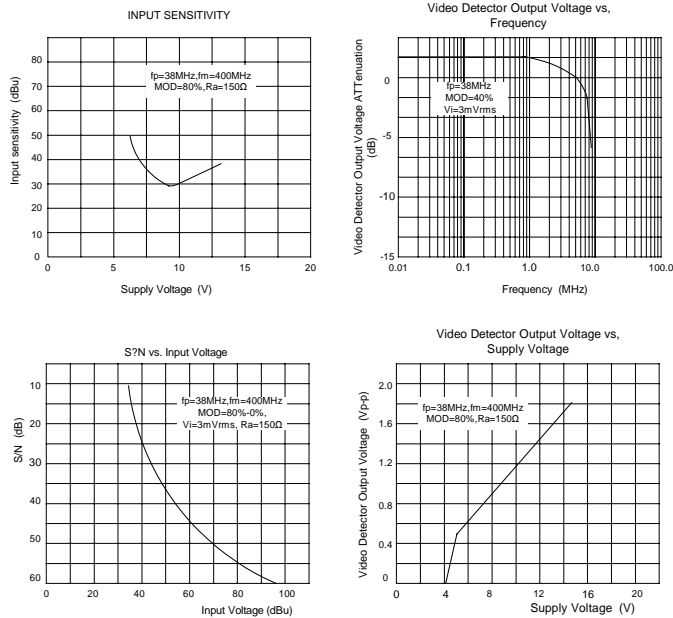 INPUT SENSITIVITY
Input sensitivity (dBu)
80
70
60
50
40
30
20
10
0
fp=38MHz,fm=400MHz
MOD=80%,Ra=150Ω
0 5 10 15 20
Supply Voltage (V)
Video Detector Output Voltage vs,
Frequency
Video Detector Output Voltage ATTenuation
(dB)
0
-5
-10
-15
fp=38MHz
MOD=40%
Vi=3mVrms
0.01 0.1 1.0 10.0 100.0
Frequency (MHz)
S?N vs. Input Voltage
S/N (dB)
10
20
30
40
50
60
fp=38MHz,fm=400MHz
MOD=80%-0%,
Vi=3mVrms, Ra=150Ω
0 20 40 60 80 100
Input Voltage (dBu)
Video Detector Output Voltage vs,
Supply Voltage
Video Detector Output Voltage (Vp-p)
2.0
1.6
1.2
0.8
0.4
0
fp=38MHz,fm=400MHz
MOD=80%,Ra=150Ω
0 4 8 12 16 20
Supply Voltage (V)